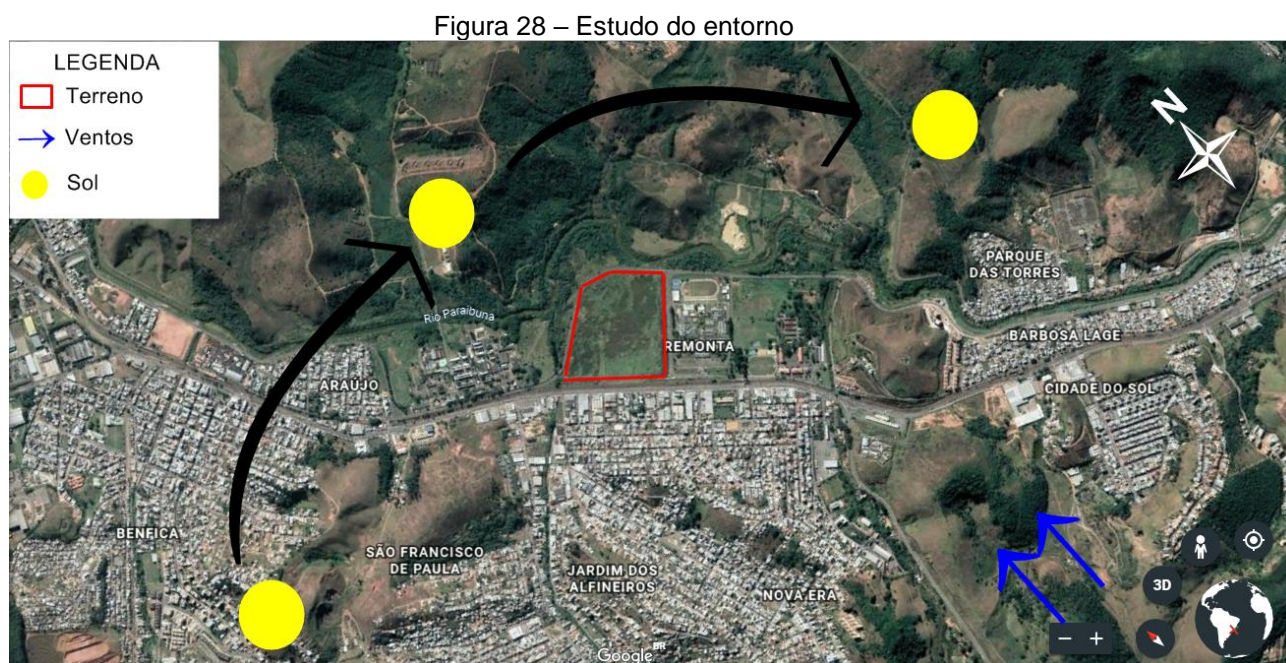 Figura 28 – Estudo do entorno
LEGENDA
Terreno
Ventos
Sol
N
PARQUE
DAS TORRES
Rio Paraibuna
REMONTA
BARBOSA LAGE
ARAÚJO
CIDADE DO SOL
BENFICA
SÃO FRANCISCO
DE PAULA
JARDIM DOS
ALFINEIROS
NOVA ERA
3D
Google
BR
− +